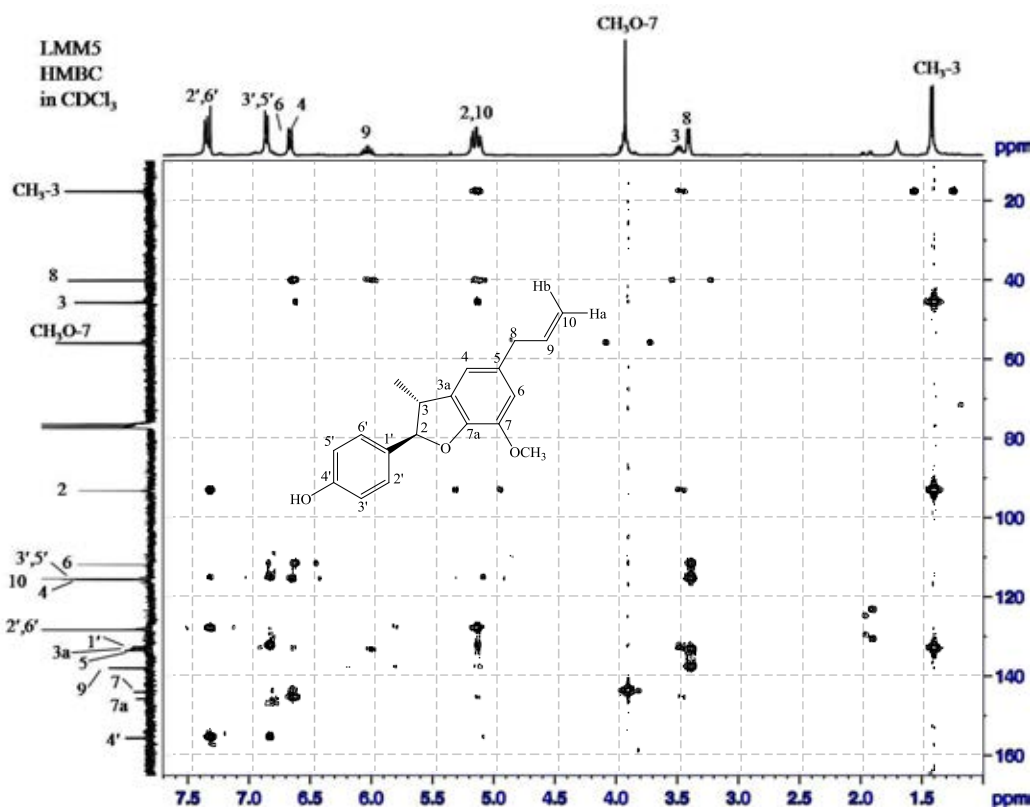 LMM5
HMBC
in CDCl₃
CH₃O-7
CH₃-3
2′,6′
3′,5′ 6 4
9
2,10
3 8
ppm
CH₃-3
8
3
CH₃O-7
2
3′,5′ 6
10
4
2′,6′
1′
3a
5
9
7
7a
4′
20
40
60
80
100
120
140
160
Hb
Ha
10
8
9
5
4
6
3a
3
7
7a
2
O
OCH₃
1'
6'
5'
4'
2'
3'
HO
7.5 7.0 6.5 6.0 5.5 5.0 4.5 4.0 3.5 3.0 2.5 2.0 1.5 ppm